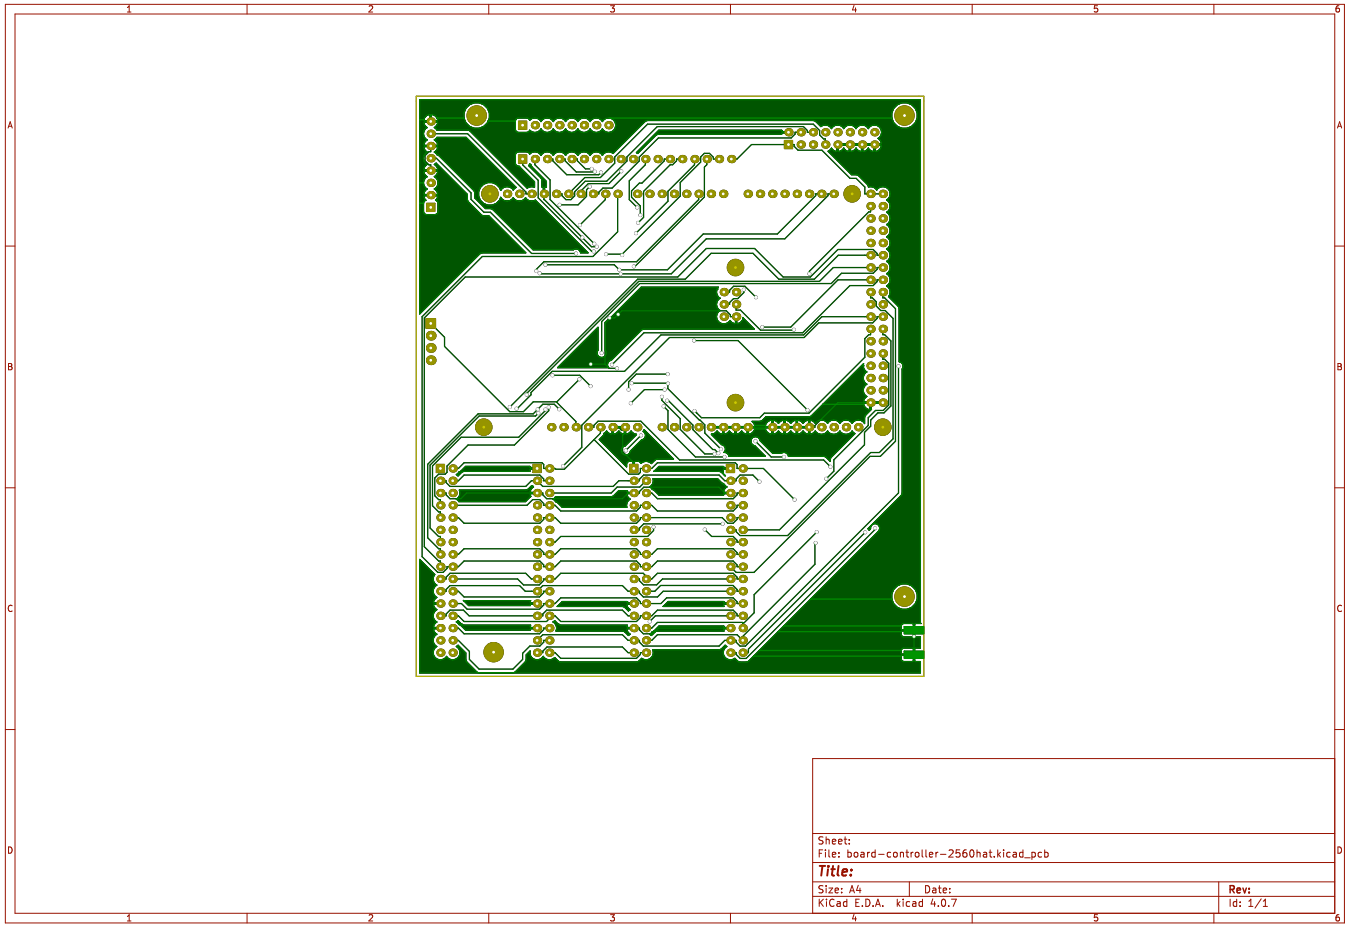 1 2 3 4 5 6
A A
B B
C C
D D
Sheet:
File: board-controller-2560hat.kicad_pcb
Title:
Size: A4 Date: Rev:
KiCad E.D.A. kicad 4.0.7 Id: 1/1
1 2 3 4 5 6